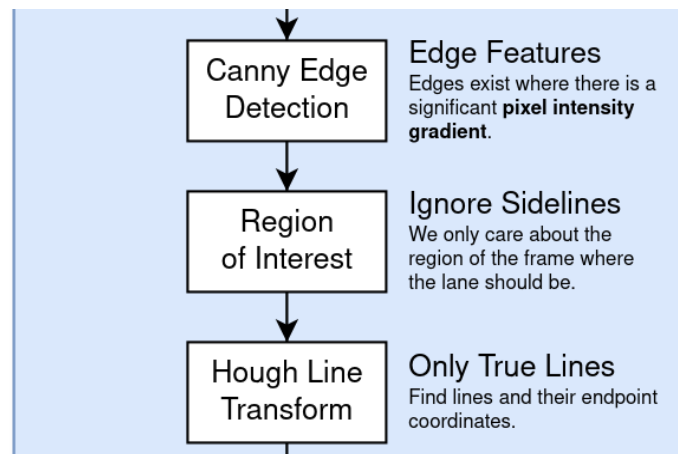 Canny Edge
Detection
Edge Features
Edges exist where there is a
significant pixel intensity
gradient.
Region
of Interest
Ignore Sidelines
We only care about the
region of the frame where
the lane should be.
Hough Line
Transform
Only True Lines
Find lines and their endpoint
coordinates.